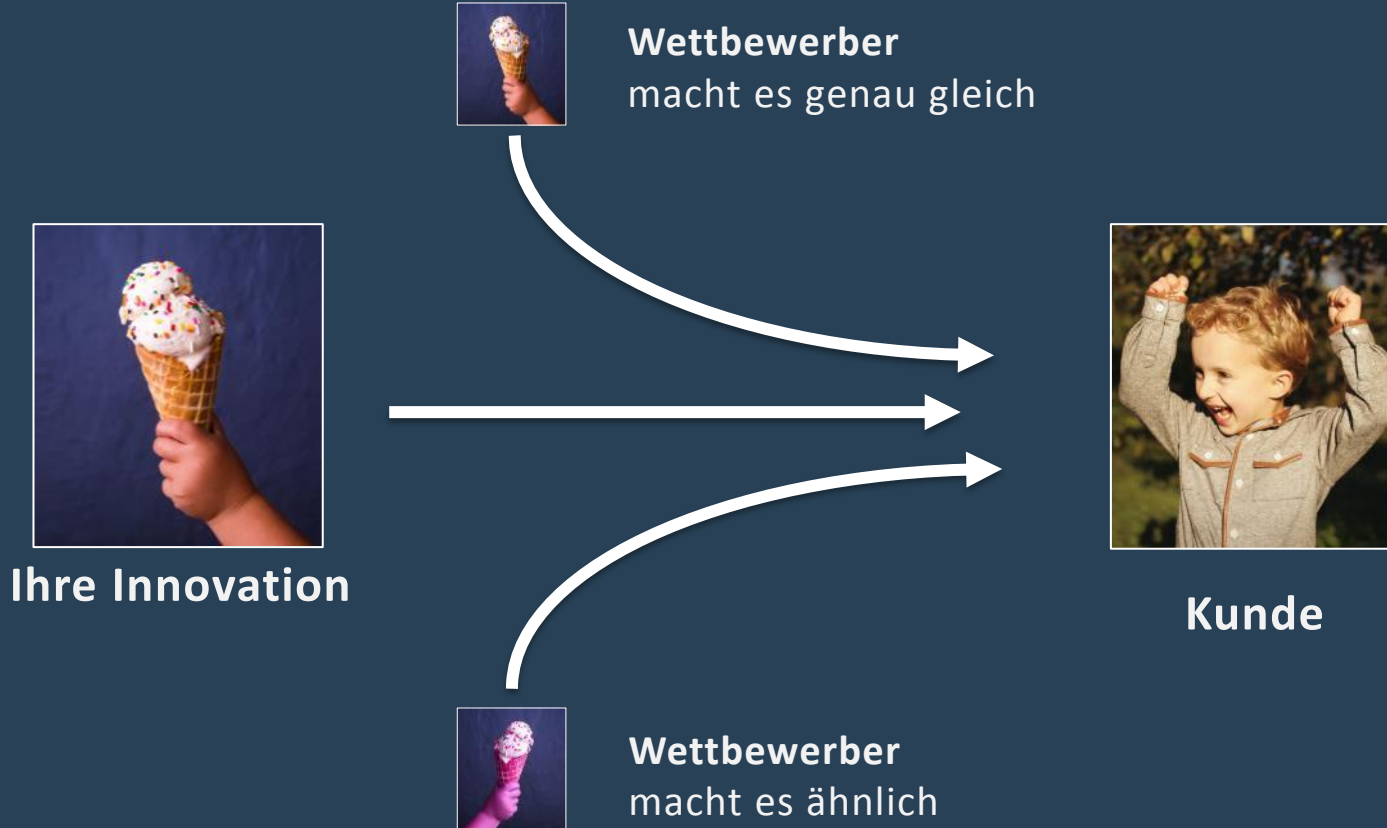 Wettbewerber
macht es genau gleich
Ihre Innovation
Kunde
Wettbewerber
macht es ähnlich